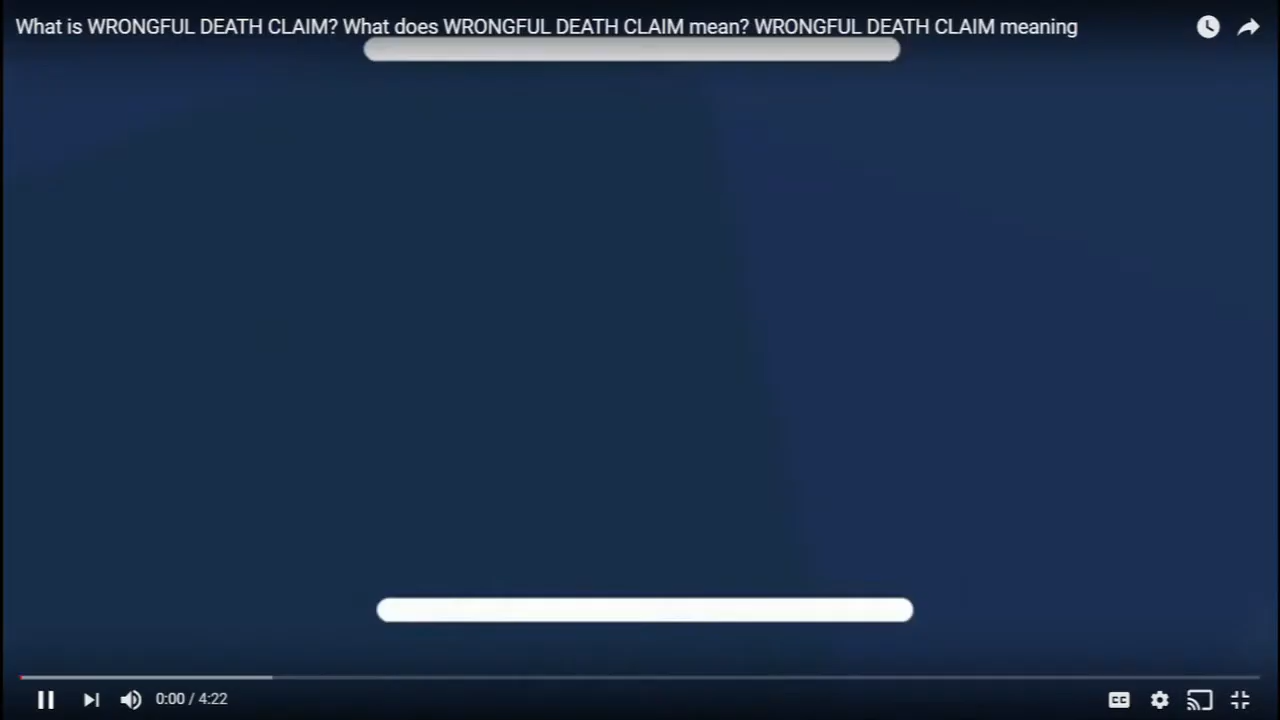 What is WRONGFUL DEATH CLAIM? What does WRONGFUL DEATH CLAIM mean? WRONGFUL DEATH CLAIM meaning
0:00 / 4:22
CC